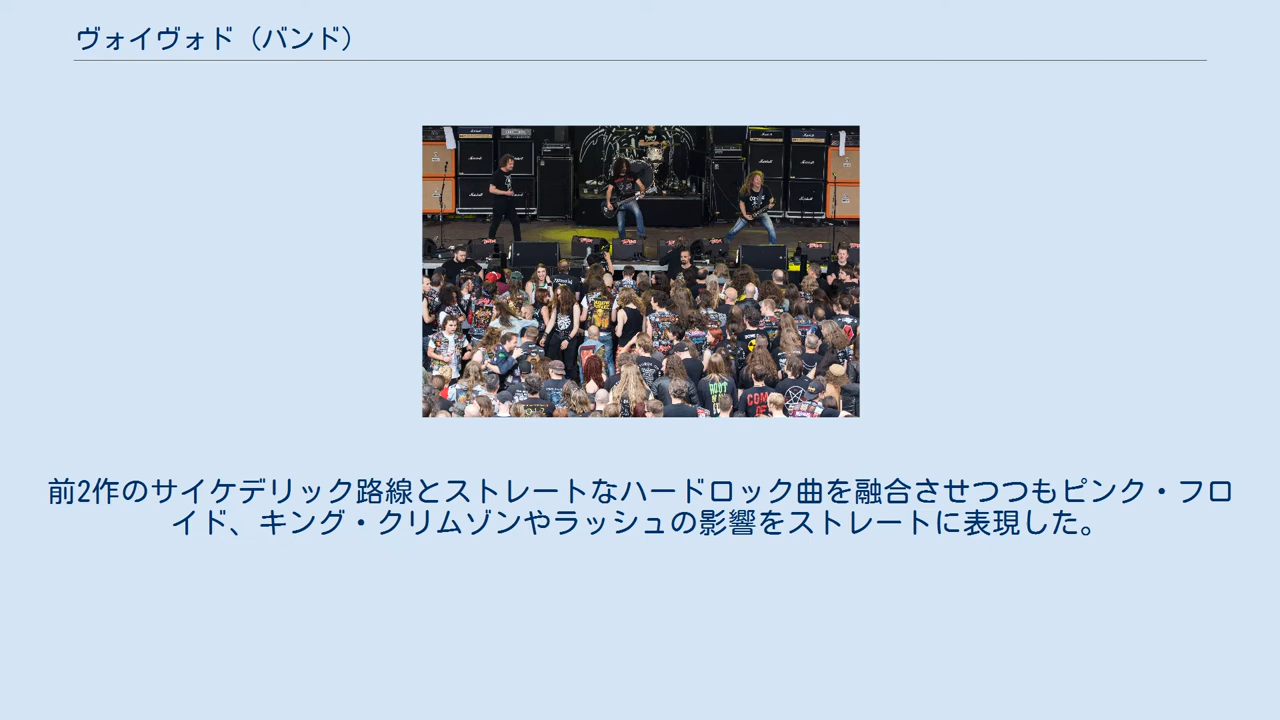 ヴォイヴォド（バンド）
前2作のサイケデリック路線とストレートなハードロック曲を融合させつつもピンク・フロ
イド、キング・クリムゾンやラッシュの影響をストレートに表現した。